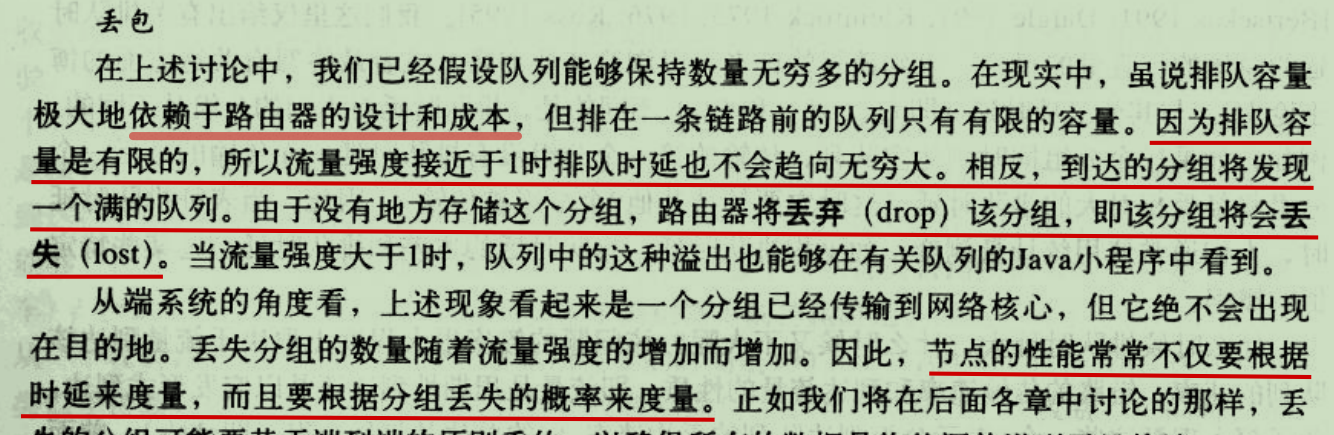 丢包
在上述讨论中，我们已经假设队列能够保持数量无穷多的分组。在现实中，虽说排队容量
极大地依赖于路由器的设计和成本，但排在一条链路前的队列只有有限的容量。因为排队容
量是有限的，所以流量强度接近于1时排队时延也不会趋向无穷大。相反，到达的分组将发现
一个满的队列。由于没有地方存储这个分组，路由器将丢弃（drop）该分组，即该分组将会丢
失（lost）。当流量强度大于1时，队列中的这种溢出也能够在有关队列的Java小程序中看到。
从端系统的角度看，上述现象看起来是一个分组已经传输到网络核心，但它绝不会出现
在目的地。丢失分组的数量随着流量强度的增加而增加。因此，节点的性能常常不仅要根据
时延来度量，而且要根据分组丢失的概率来度量。正如我们将在后面各章中讨论的那样，丢